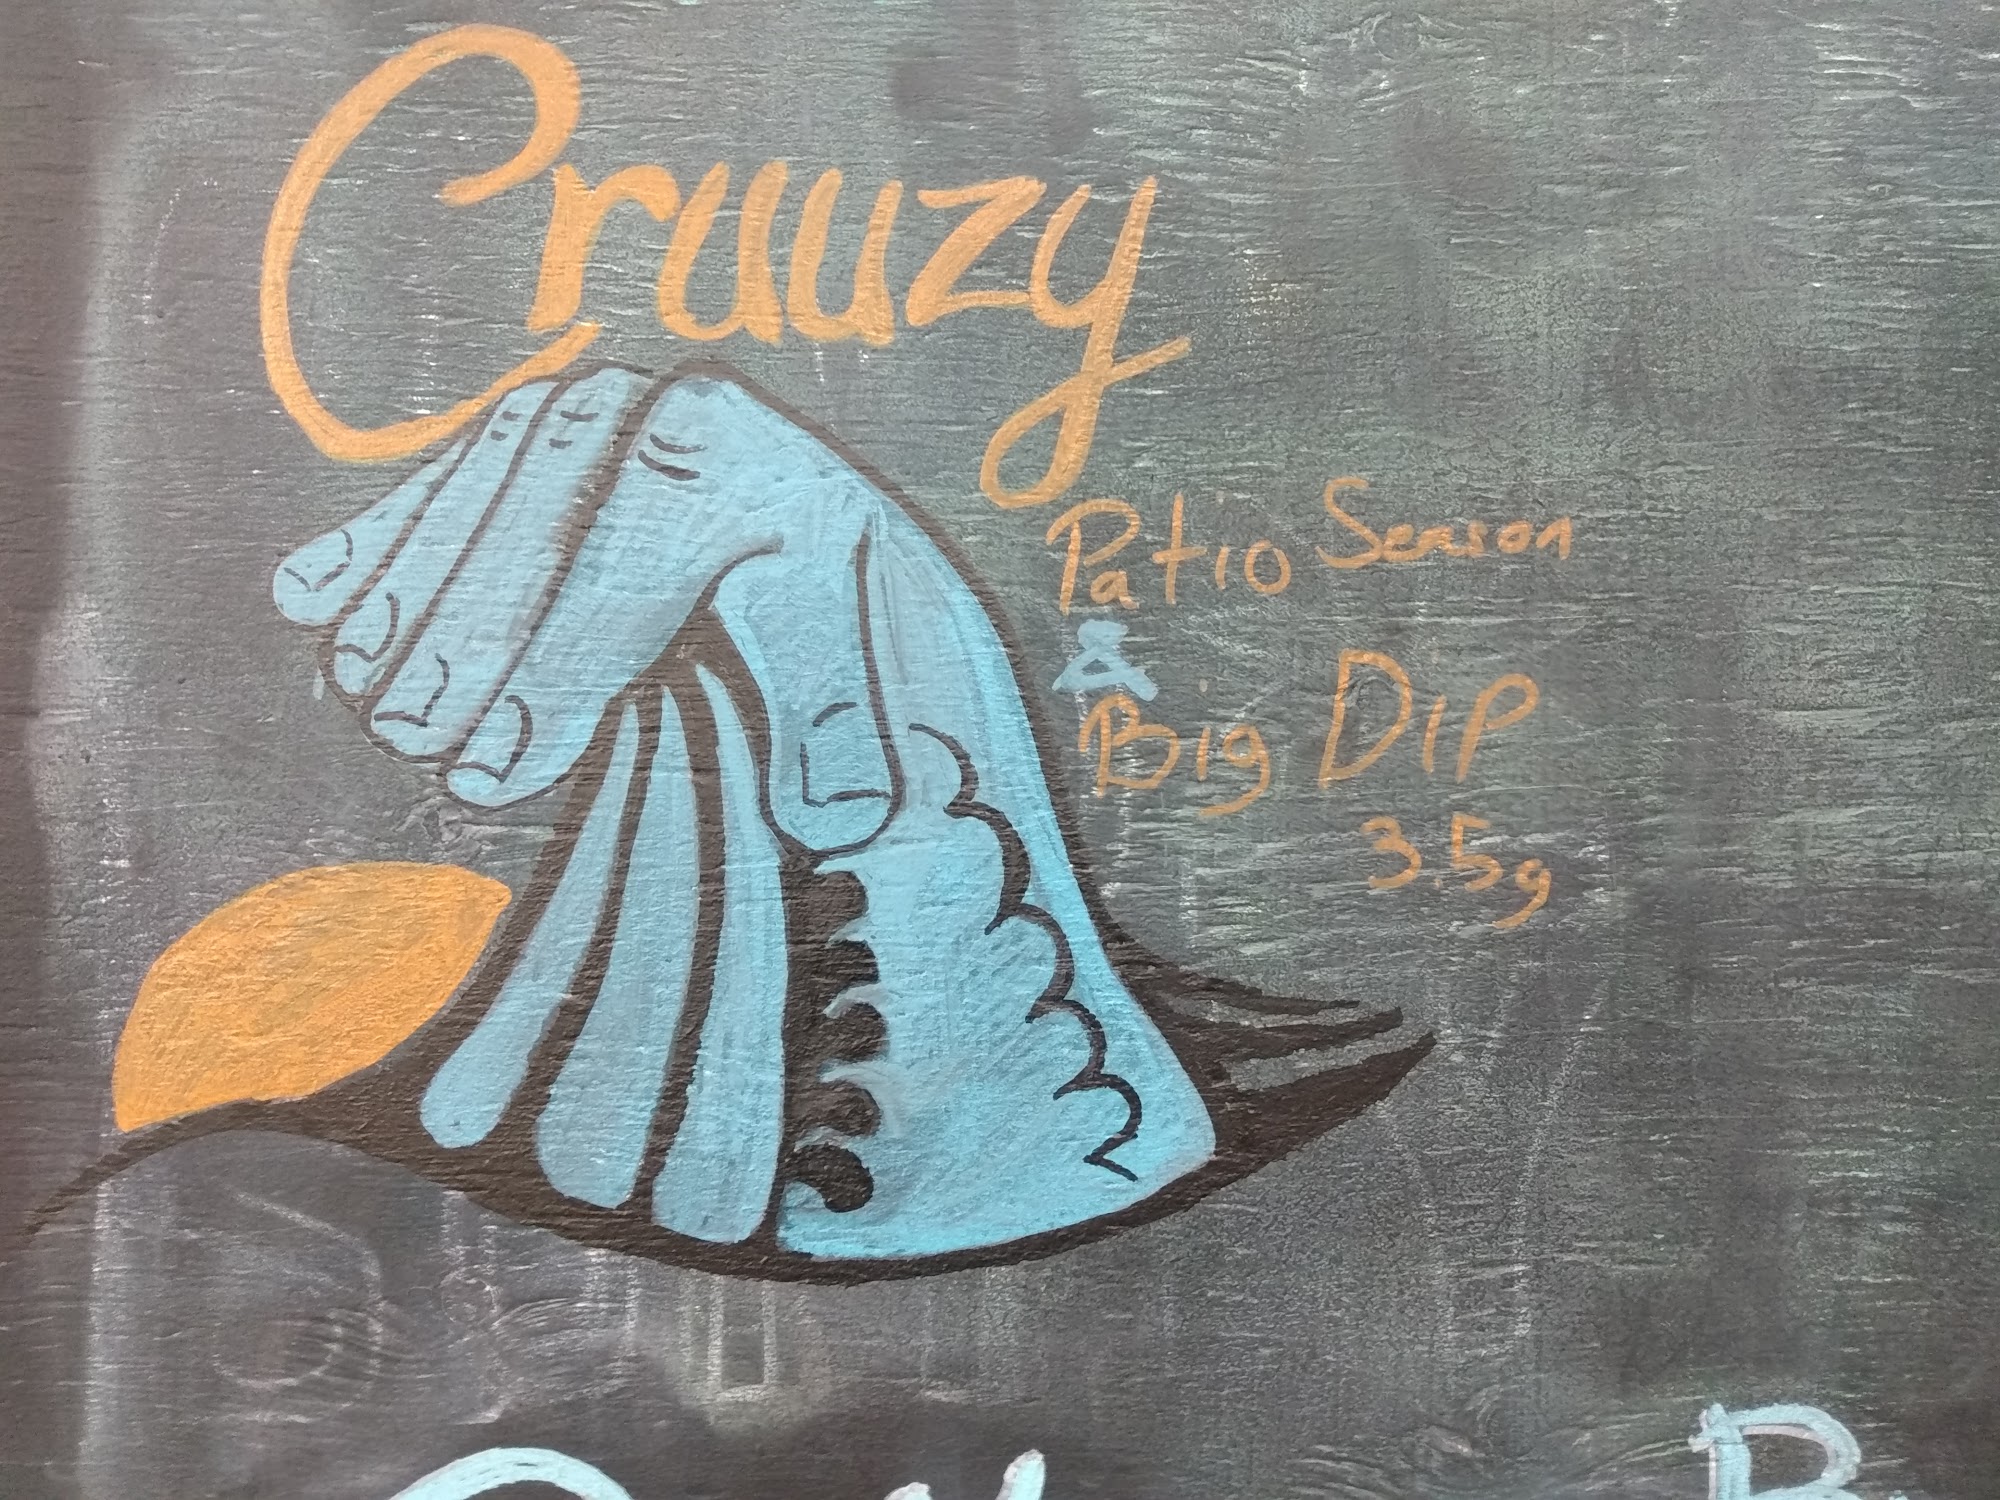 Cruuzy
Patio Season
&
Big Dip
3.5g